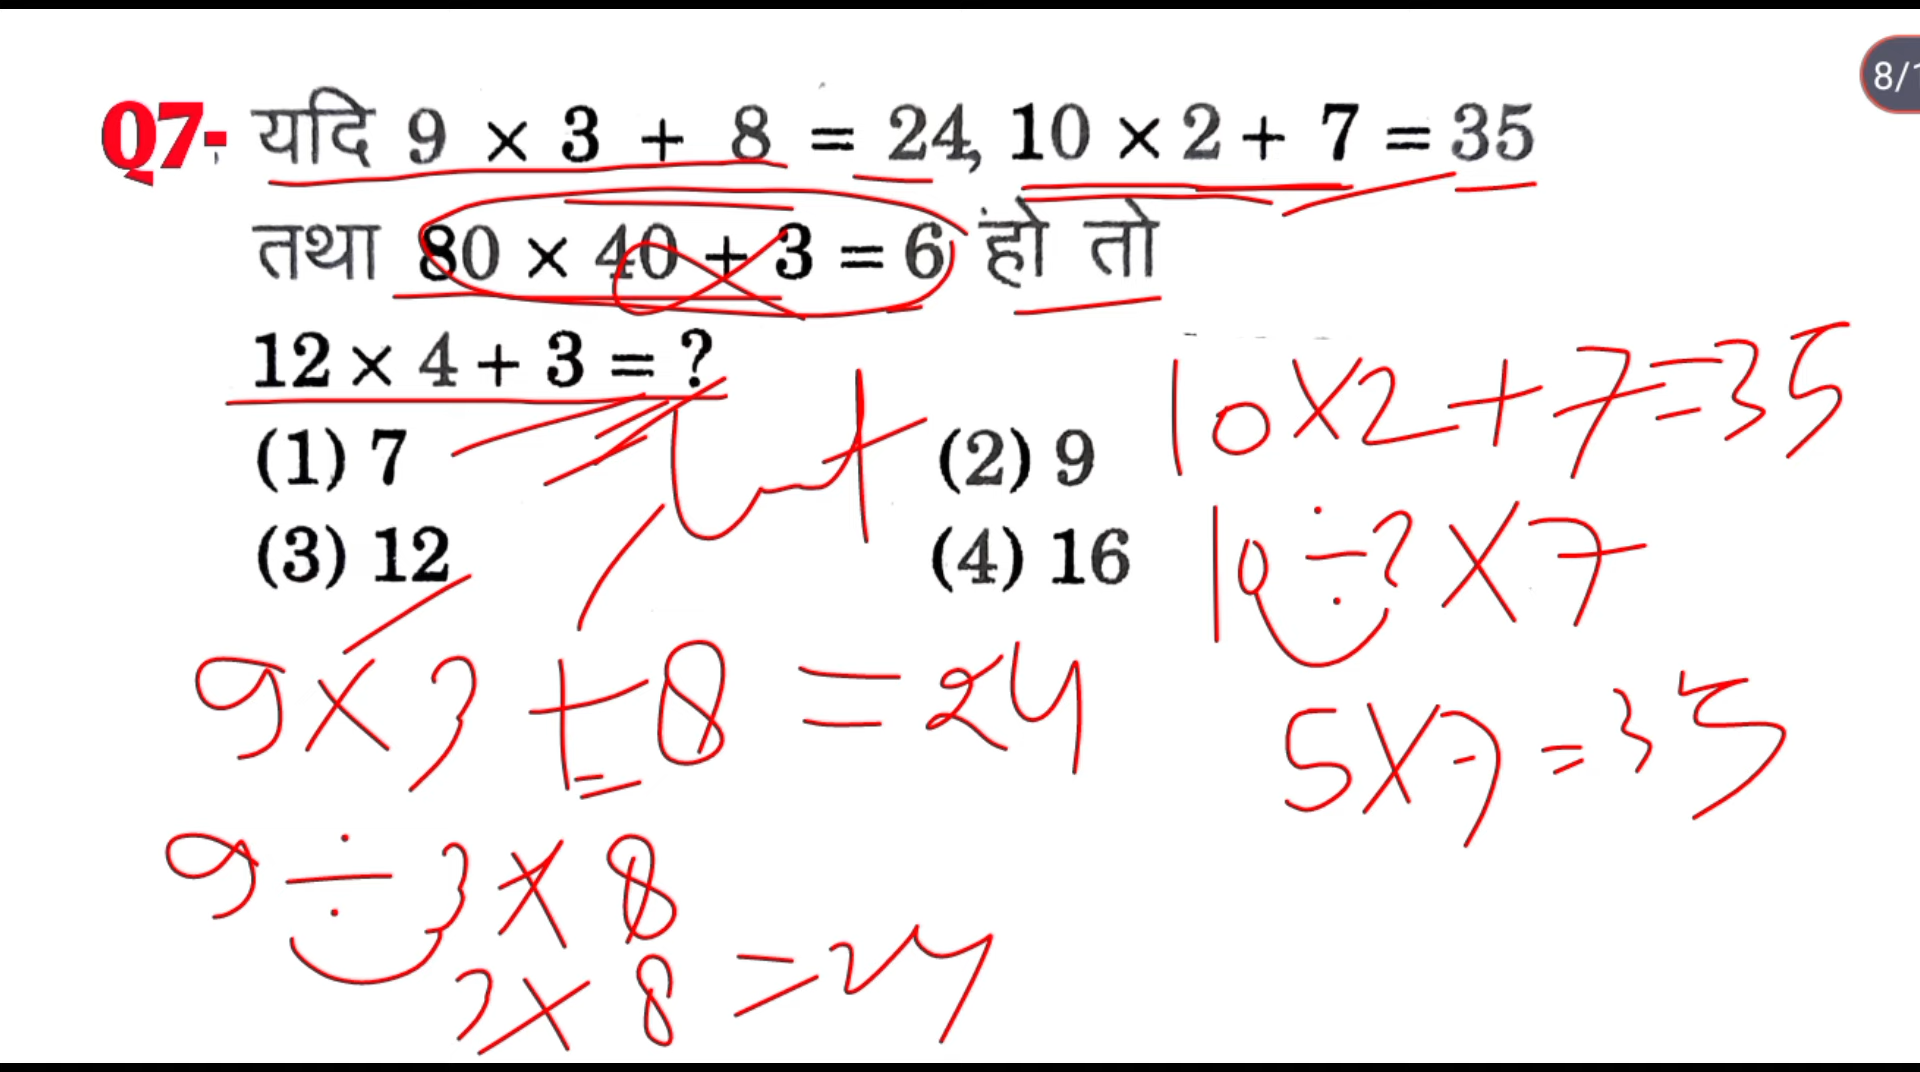 8/1
Q7- यदि 9 × 3 + 8 = 24, 10 × 2 + 7 = 35
तथा 80 × 40 + 3 = 6 हो तो
12 × 4 + 3 = ?
(1) 7 (2) 9
(3) 12 (4) 16
10×2+7=35
10÷2×7
5×7=35
9×3+8=24
9÷3×8
3×8=24